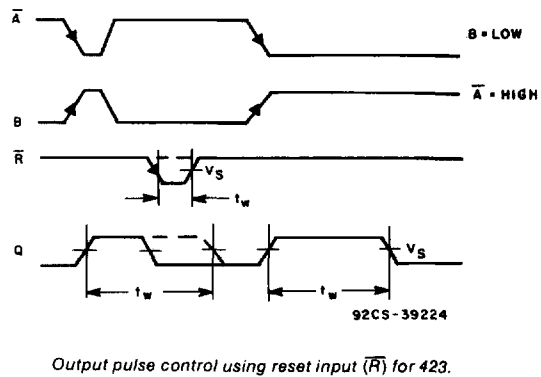 A̅
B = LOW
A̅ = HIGH
B
R̅
VS
tw
Q
VS
tw
tw
92CS-39224
Output pulse control using reset input (R̅) for 423.